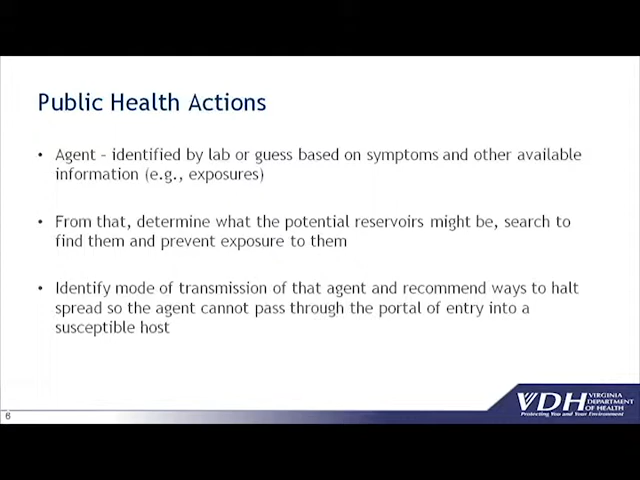 Public Health Actions
• Agent – identified by lab or guess based on symptoms and other available
information (e.g., exposures)
• From that, determine what the potential reservoirs might be, search to
find them and prevent exposure to them
• Identify mode of transmission of that agent and recommend ways to halt
spread so the agent cannot pass through the portal of entry into a
susceptible host
6
VDH VIRGINIA
DEPARTMENT
OF HEALTH
Protecting You and Your Environment